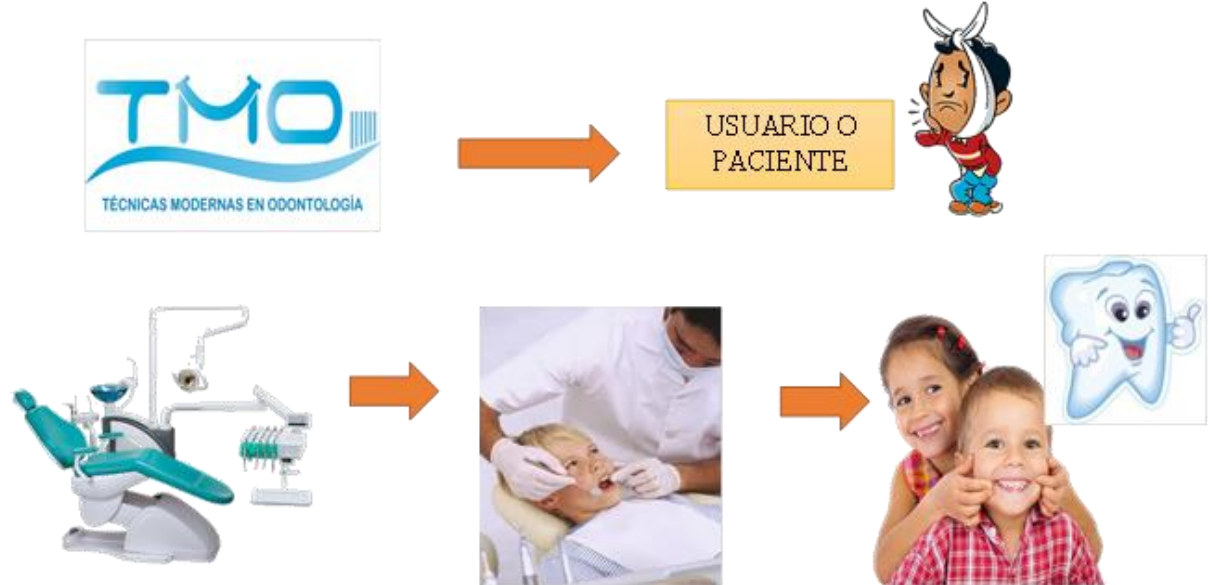 TMO
TÉCNICAS MODERNAS EN ODONTOLOGÍA
USUARIO O
PACIENTE